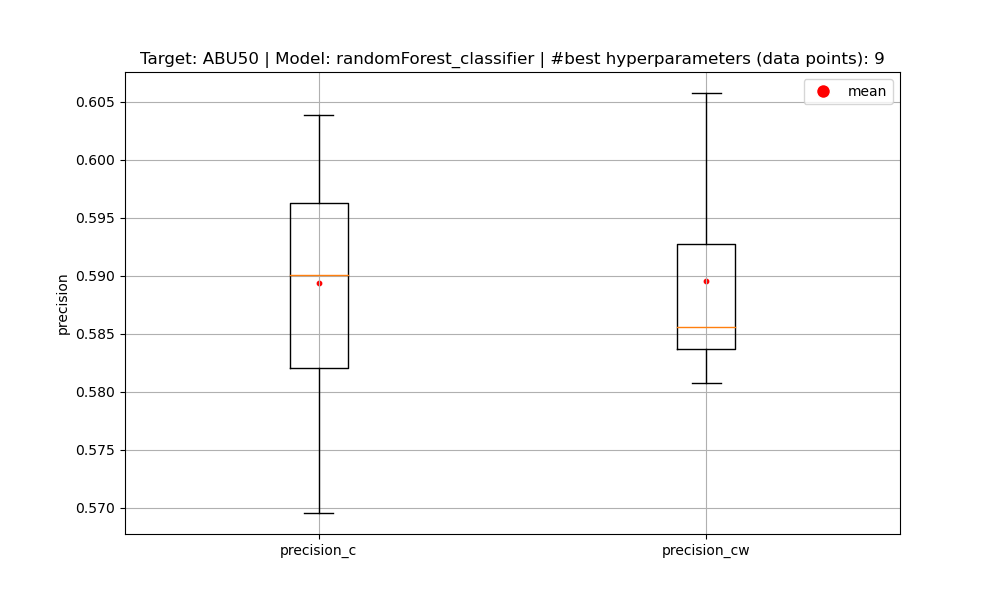 Target: ABU50 | Model: randomForest_classifier | #best hyperparameters (data points): 9
mean
0.605
0.600
0.595
0.590
0.585
0.580
0.575
0.570
precision
precision_c
precision_cw